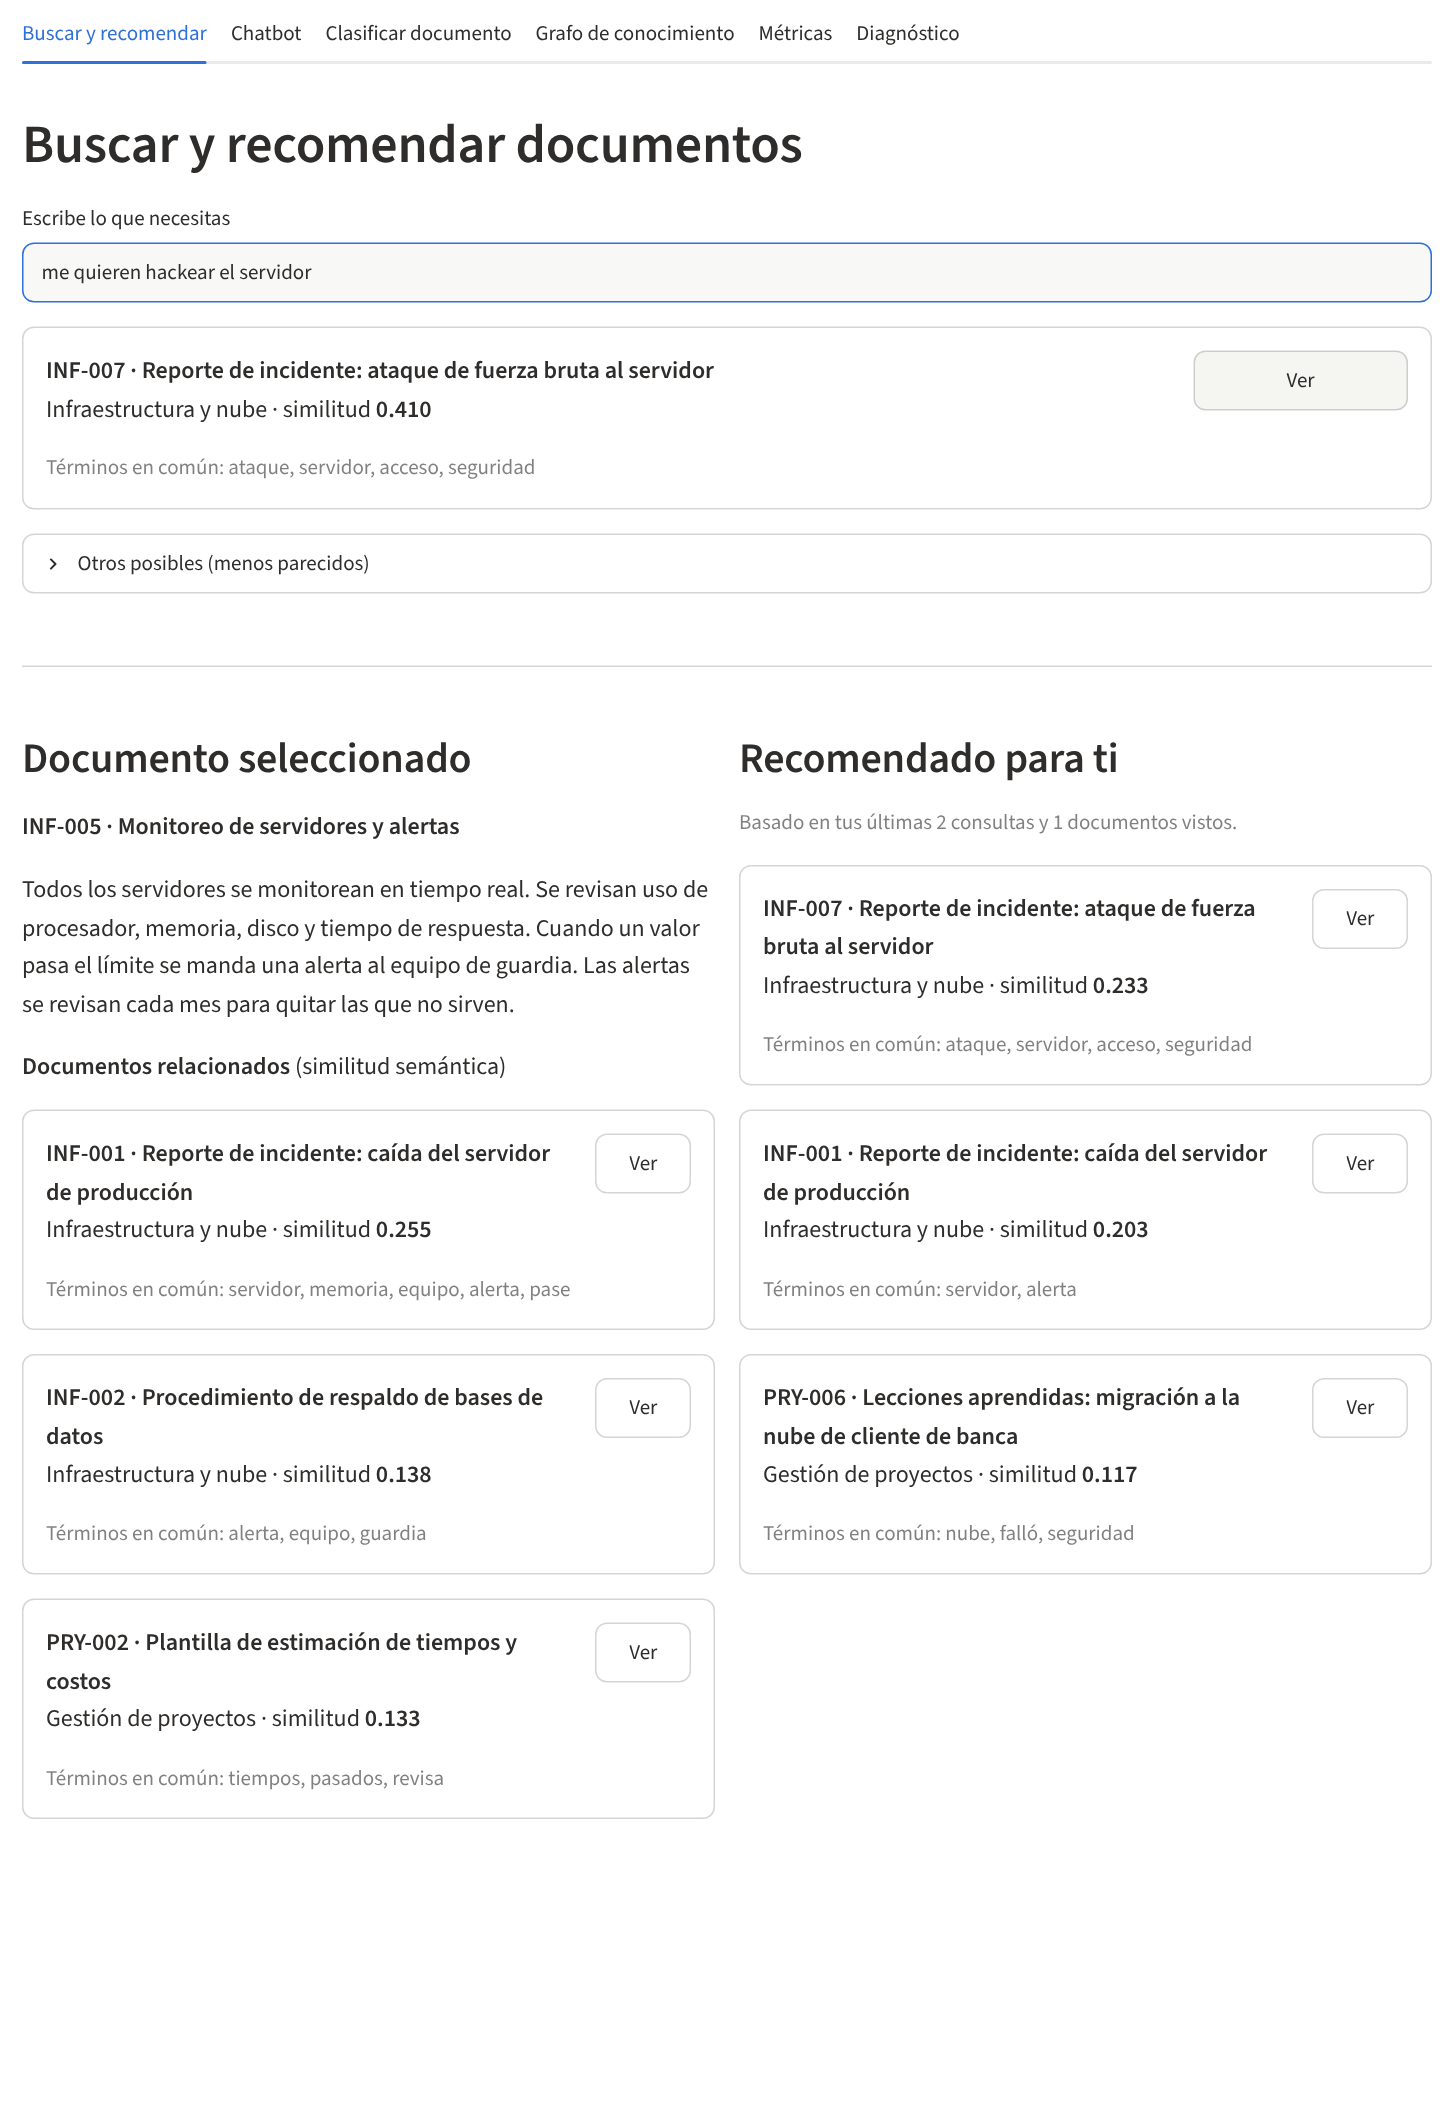 Buscar y recomendar
Chatbot
Clasificar documento
Grafo de conocimiento
Métricas
Diagnóstico
Buscar y recomendar documentos
Escribe lo que necesitas
me quieren hackear el servidor
INF-007 · Reporte de incidente: ataque de fuerza bruta al servidor
Infraestructura y nube · similitud 0.410
Términos en común: ataque, servidor, acceso, seguridad
Ver
Otros posibles (menos parecidos)
Documento seleccionado
INF-005 · Monitoreo de servidores y alertas
Todos los servidores se monitorean en tiempo real. Se revisan uso de
procesador, memoria, disco y tiempo de respuesta. Cuando un valor
pasa el límite se manda una alerta al equipo de guardia. Las alertas
se revisan cada mes para quitar las que no sirven.
Documentos relacionados (similitud semántica)
INF-001 · Reporte de incidente: caída del servidor
de producción
Infraestructura y nube · similitud 0.255
Términos en común: servidor, memoria, equipo, alerta, pase
Ver
INF-002 · Procedimiento de respaldo de bases de
datos
Infraestructura y nube · similitud 0.138
Términos en común: alerta, equipo, guardia
Ver
PRY-002 · Plantilla de estimación de tiempos y
costos
Gestión de proyectos · similitud 0.133
Términos en común: tiempos, pasados, revisa
Ver
Recomendado para ti
Basado en tus últimas 2 consultas y 1 documentos vistos.
INF-007 · Reporte de incidente: ataque de fuerza
bruta al servidor
Infraestructura y nube · similitud 0.233
Términos en común: ataque, servidor, acceso, seguridad
Ver
INF-001 · Reporte de incidente: caída del servidor
de producción
Infraestructura y nube · similitud 0.203
Términos en común: servidor, alerta
Ver
PRY-006 · Lecciones aprendidas: migración a la
nube de cliente de banca
Gestión de proyectos · similitud 0.117
Términos en común: nube, falló, seguridad
Ver